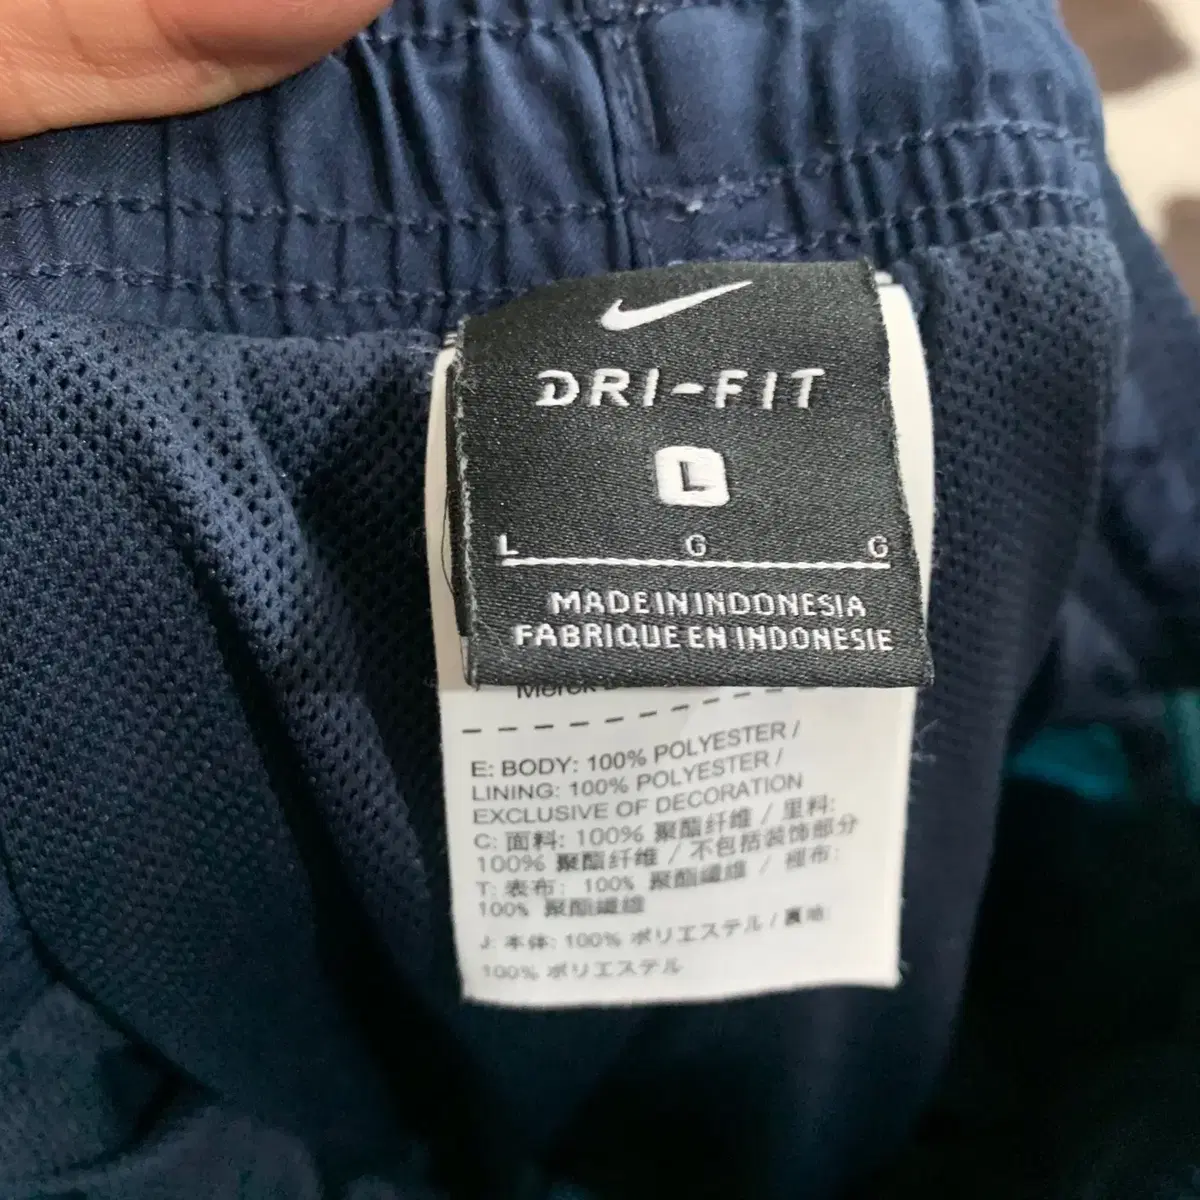 DRI-FIT
L
L G G
MADE IN INDONESIA
FABRIQUE EN INDONESIE
E: BODY: 100% POLYESTER /
LINING: 100% POLYESTER /
EXCLUSIVE OF DECORATION
C: 面料: 100% 聚酯纤维 / 里料:
100% 聚酯纤维 / 不包括装饰部分
T: 表布: 100% 聚酯纖維 / 裡布:
100% 聚酯纖維
J: 本体: 100% ポリエステル / 裏地:
100% ポリエステル